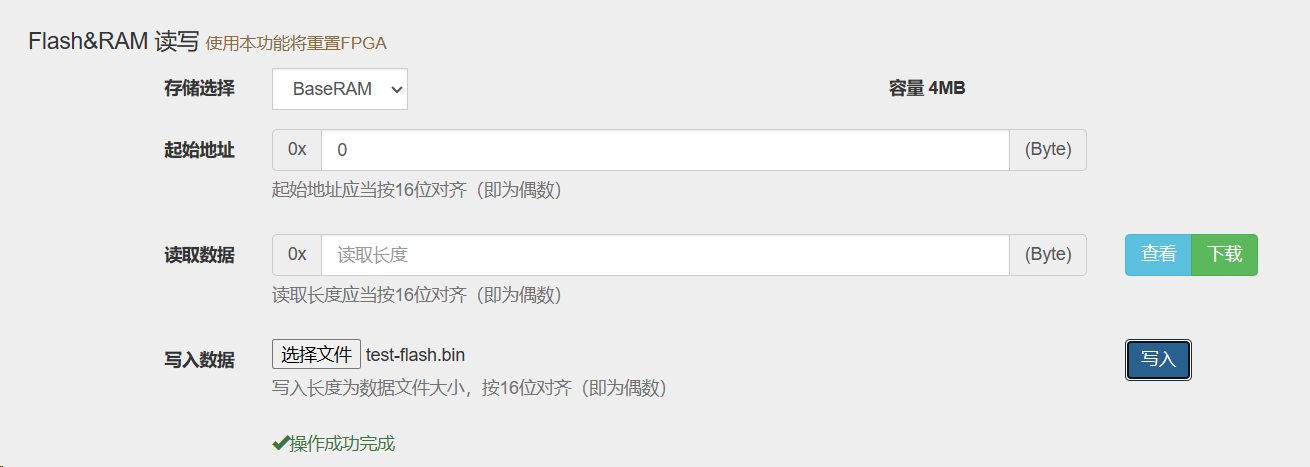 Flash&RAM 读写 使用本功能将重置FPGA
存储选择 BaseRAM 容量 4MB
起始地址 0x 0 (Byte)
起始地址应当按16位对齐（即为偶数）
读取数据 0x 读取长度 (Byte) 查看 下载
读取长度应当按16位对齐（即为偶数）
写入数据 选择文件 test-flash.bin 写入
写入长度为数据文件大小，按16位对齐（即为偶数）
✔操作成功完成